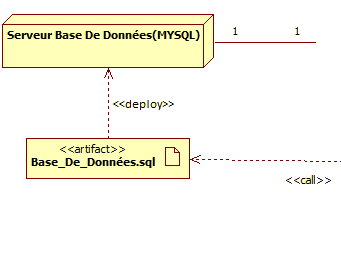 Serveur Base De Données(MYSQL)
1 1
<<deploy>>
<<artifact>>
Base_De_Données.sql
<<call>>